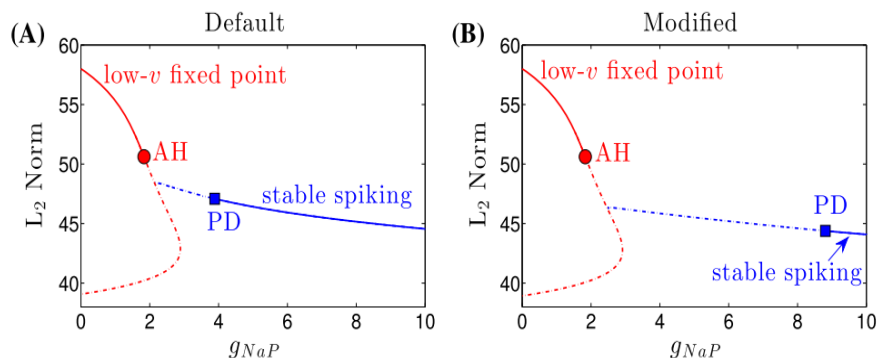 (A) Default
60
55
50
45
40
L₂ Norm
low-v fixed point
AH
stable spiking
PD
0 2 4 6 8 10
g_NaP
(B) Modified
60
55
50
45
40
L₂ Norm
low-v fixed point
AH
PD
stable spiking
0 2 4 6 8 10
g_NaP